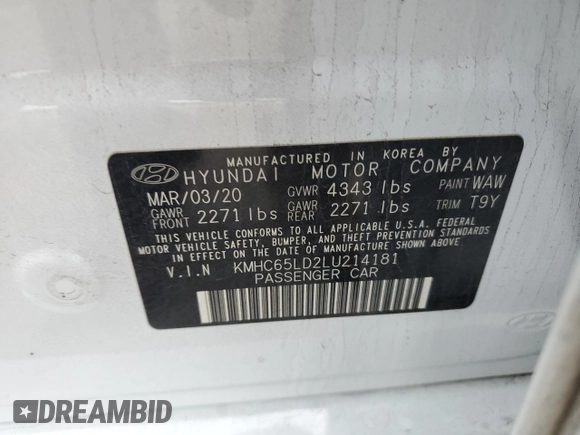 MANUFACTURED IN KOREA BY
HYUNDAI MOTOR COMPANY
MAR/03/20 GVWR 4343 lbs PAINT WAW
GAWR FRONT 2271 lbs GAWR REAR 2271 lbs TRIM T9Y
THIS VEHICLE CONFORMS TO ALL APPLICABLE U.S.A. FEDERAL
MOTOR VEHICLE SAFETY, BUMPER, AND THEFT PREVENTION STANDARDS
IN EFFECT ON THE DATE OF MANUFACTURE SHOWN ABOVE.
V.I.N KMHC65LD2LU214181
PASSENGER CAR
DREAMBID